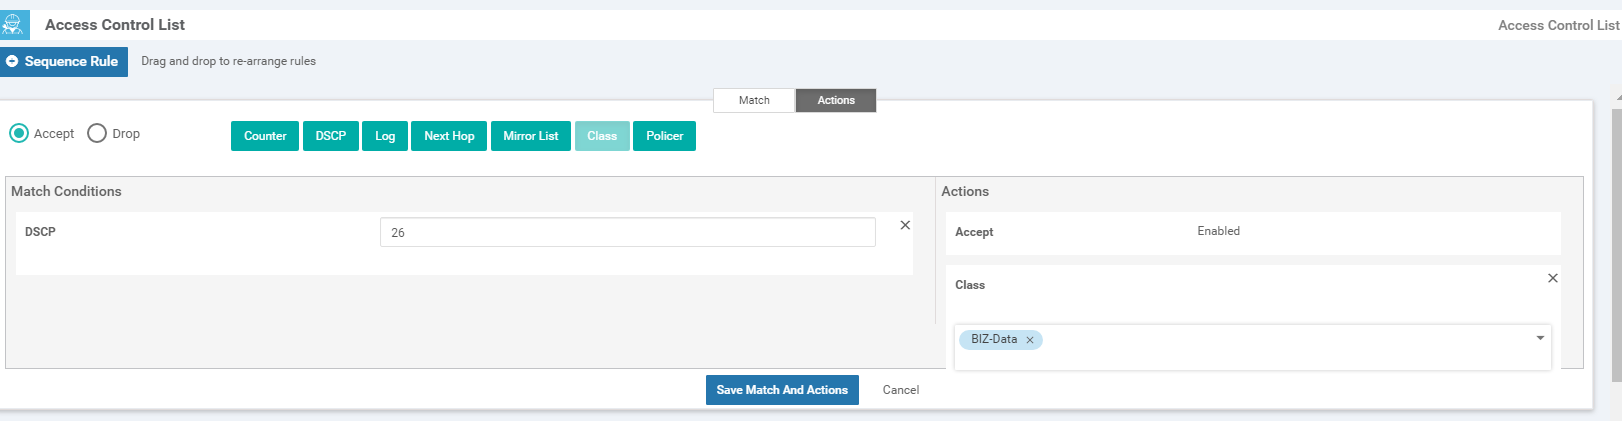 Access Control List
Access Control List
Sequence Rule
Drag and drop to re-arrange rules
Match
Actions
Accept
Drop
Counter
DSCP
Log
Next Hop
Mirror List
Class
Policer
Match Conditions
Actions
DSCP
26
Accept
Enabled
Class
BIZ-Data
Save Match And Actions
Cancel